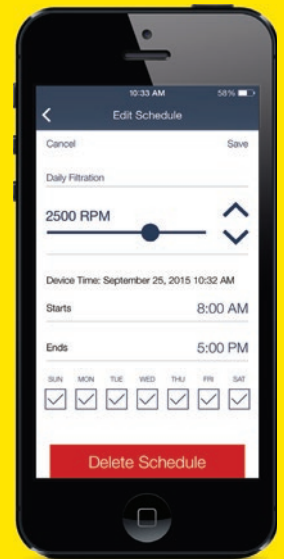 10:33 AM 58%
Edit Schedule
Cancel Save
Daily Filtration
2500 RPM
Device Time: September 25, 2015 10:32 AM
Starts 8:00 AM
Ends 5:00 PM
SUN MON TUE WED THU FRI SAT
Delete Schedule